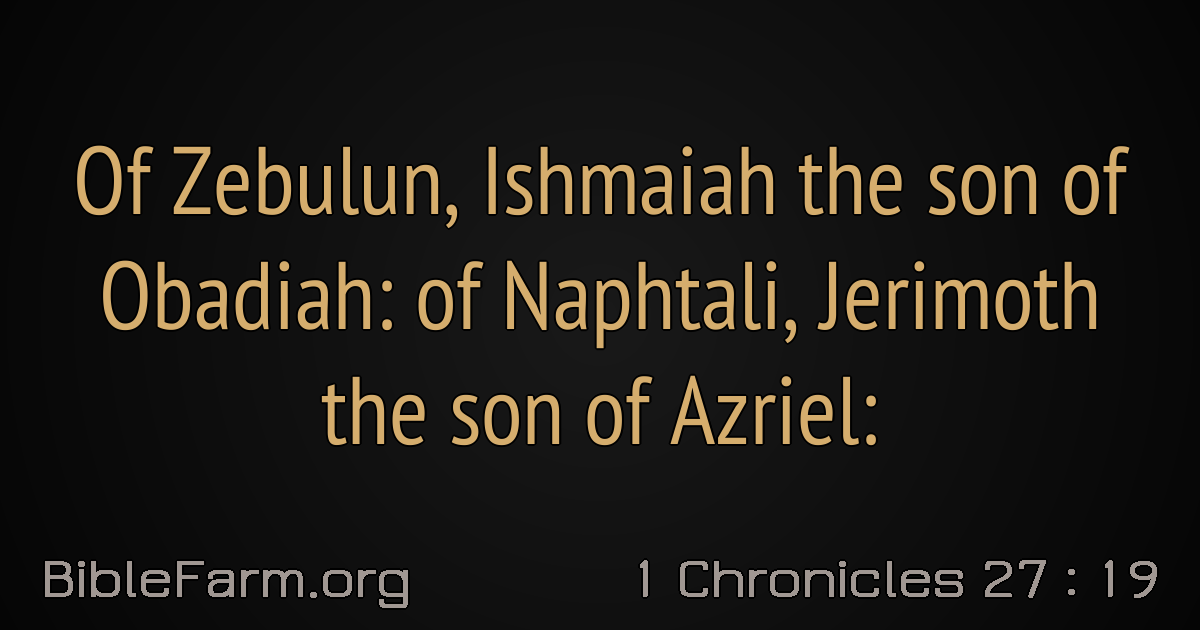 Of Zebulun, Ishmaiah the son of
Obadiah: of Naphtali, Jerimoth
the son of Azriel:
BibleFarm.org
1 Chronicles 27 : 19